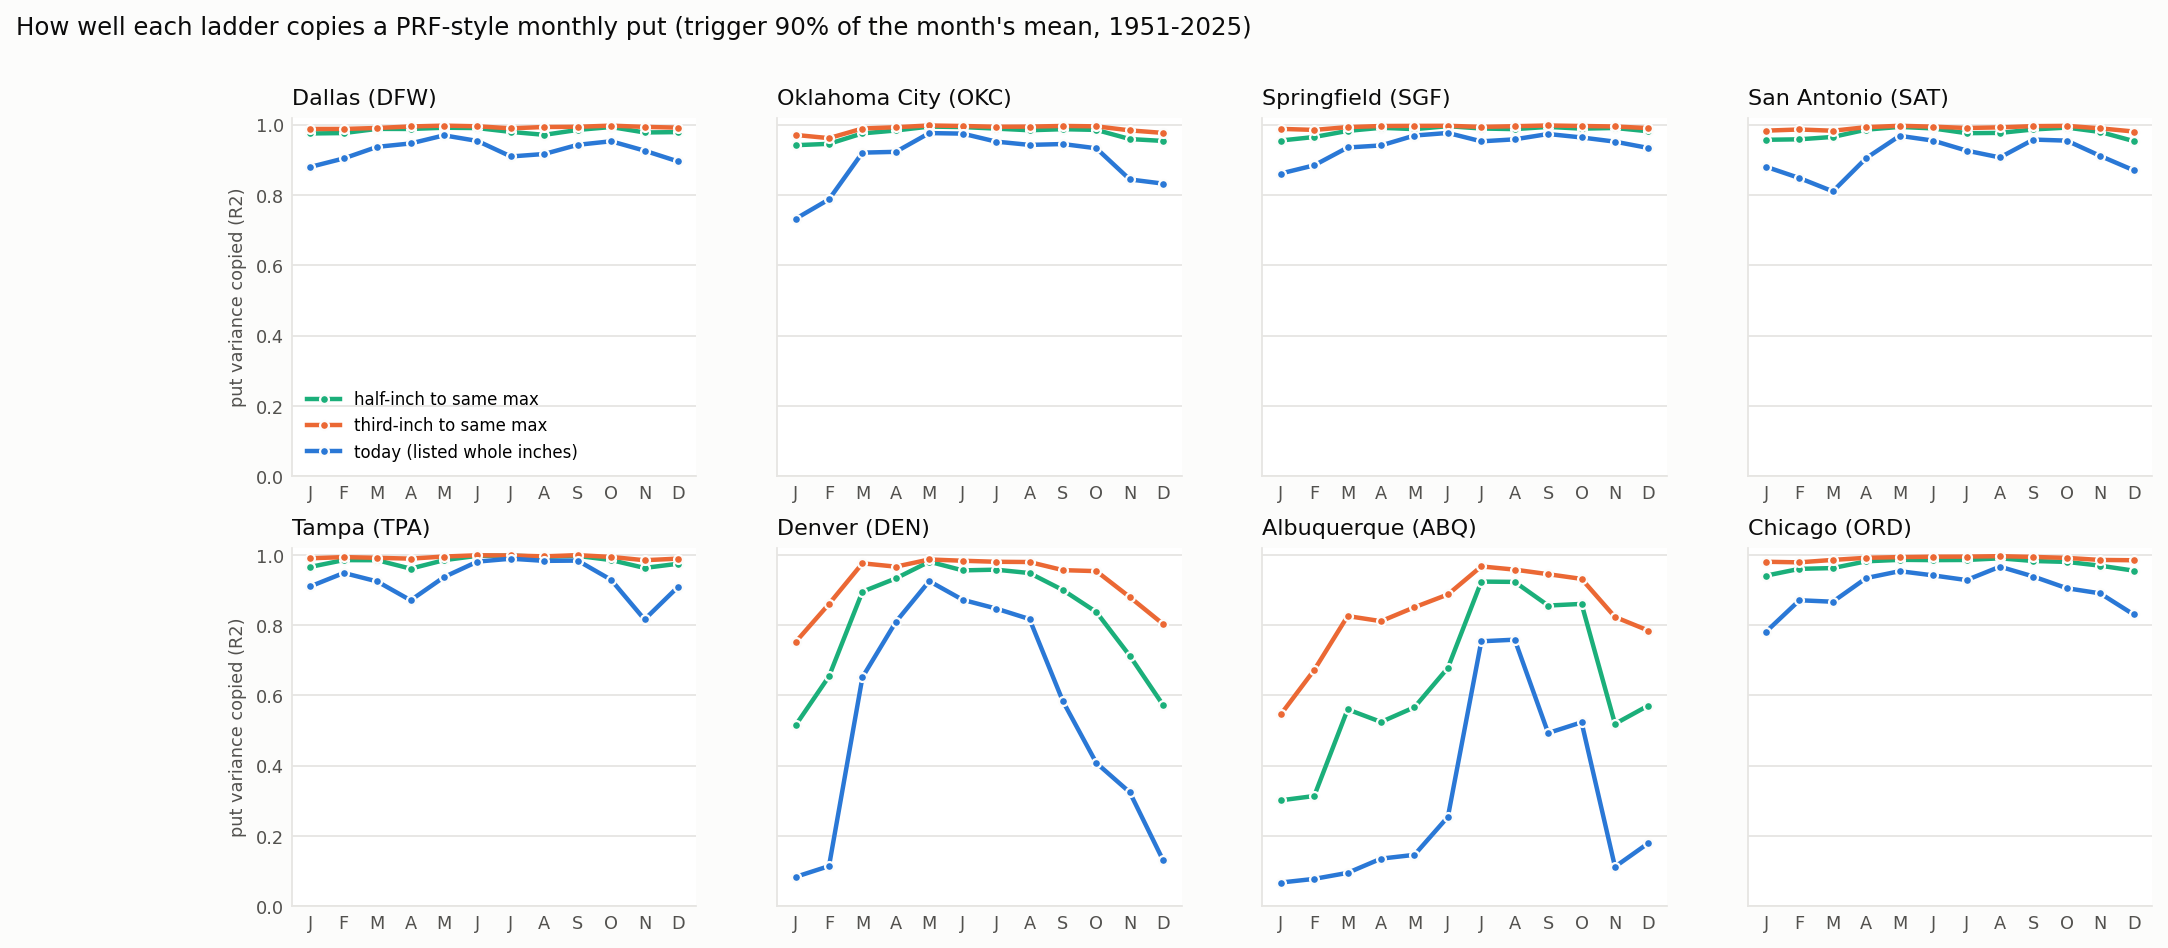 How well each ladder copies a PRF-style monthly put (trigger 90% of the month's mean, 1951-2025)
Dallas (DFW)
Oklahoma City (OKC)
Springfield (SGF)
San Antonio (SAT)
put variance copied (R2)
1.0
0.8
0.6
0.4
0.2
0.0
half-inch to same max
third-inch to same max
today (listed whole inches)
J F M A M J J A S O N D
J F M A M J J A S O N D
J F M A M J J A S O N D
J F M A M J J A S O N D
Tampa (TPA)
Denver (DEN)
Albuquerque (ABQ)
Chicago (ORD)
put variance copied (R2)
1.0
0.8
0.6
0.4
0.2
0.0
J F M A M J J A S O N D
J F M A M J J A S O N D
J F M A M J J A S O N D
J F M A M J J A S O N D